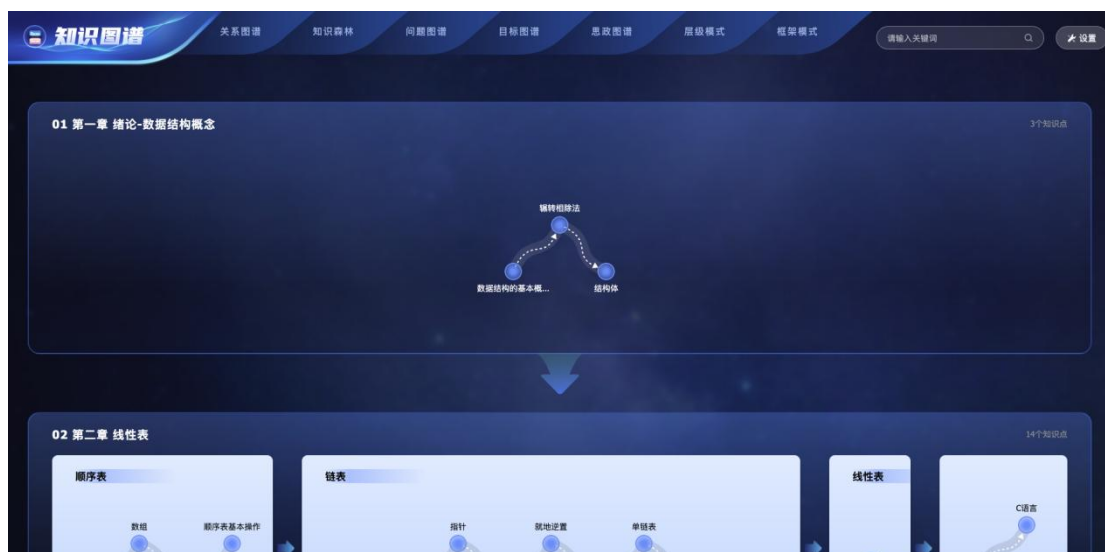 知识图谱
关系图谱 知识森林 问题图谱 目标图谱 思政图谱 层级模式 框架模式
请输入关键词
设置
01 第一章 绪论-数据结构概念
3个知识点
辗转相除法
数据结构的基本概...
结构体
02 第二章 线性表
14个知识点
顺序表
链表
线性表
C语言
数组
顺序表基本操作
指针
就地逆置
单链表